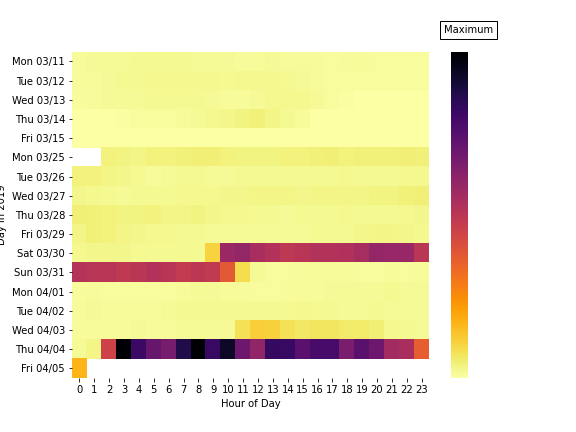 Maximum
Mon 03/11
Tue 03/12
Wed 03/13
Thu 03/14
Fri 03/15
Mon 03/25
Tue 03/26
Wed 03/27
Thu 03/28
Fri 03/29
Sat 03/30
Sun 03/31
Mon 04/01
Tue 04/02
Wed 04/03
Thu 04/04
Fri 04/05
Day in 2019
0 1 2 3 4 5 6 7 8 9 10 11 12 13 14 15 16 17 18 19 20 21 22 23
Hour of Day